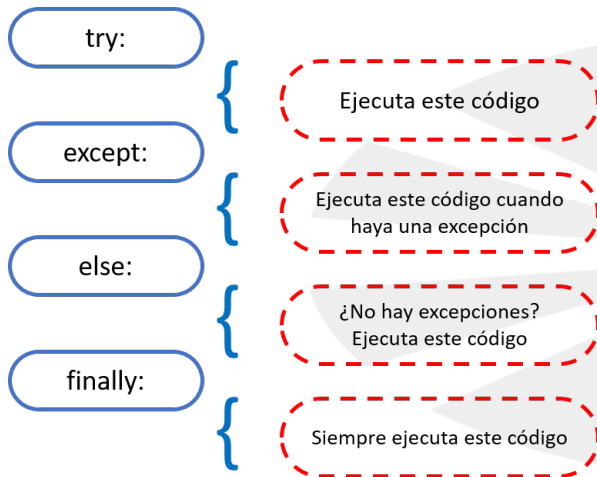 try:
Ejecuta este código
except:
Ejecuta este código cuando
haya una excepción
else:
¿No hay excepciones?
Ejecuta este código
finally:
Siempre ejecuta este código